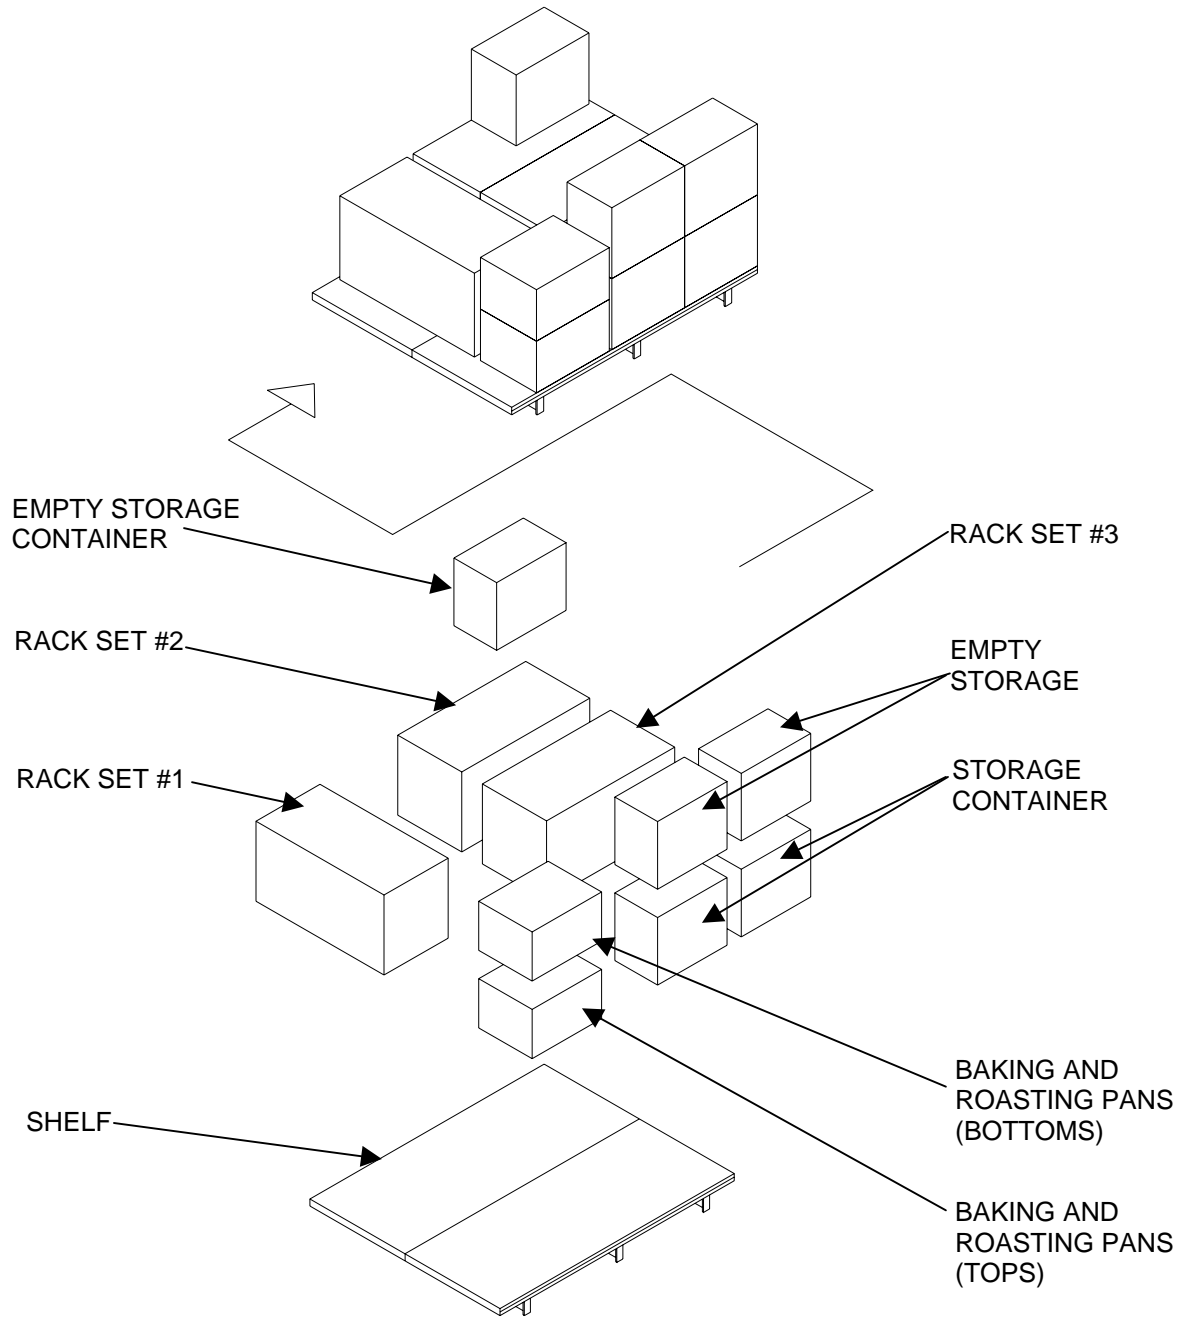 EMPTY STORAGE
CONTAINER
RACK SET #3
RACK SET #2
EMPTY
STORAGE
RACK SET #1
STORAGE
CONTAINER
BAKING AND
ROASTING PANS
(BOTTOMS)
SHELF
BAKING AND
ROASTING PANS
(TOPS)